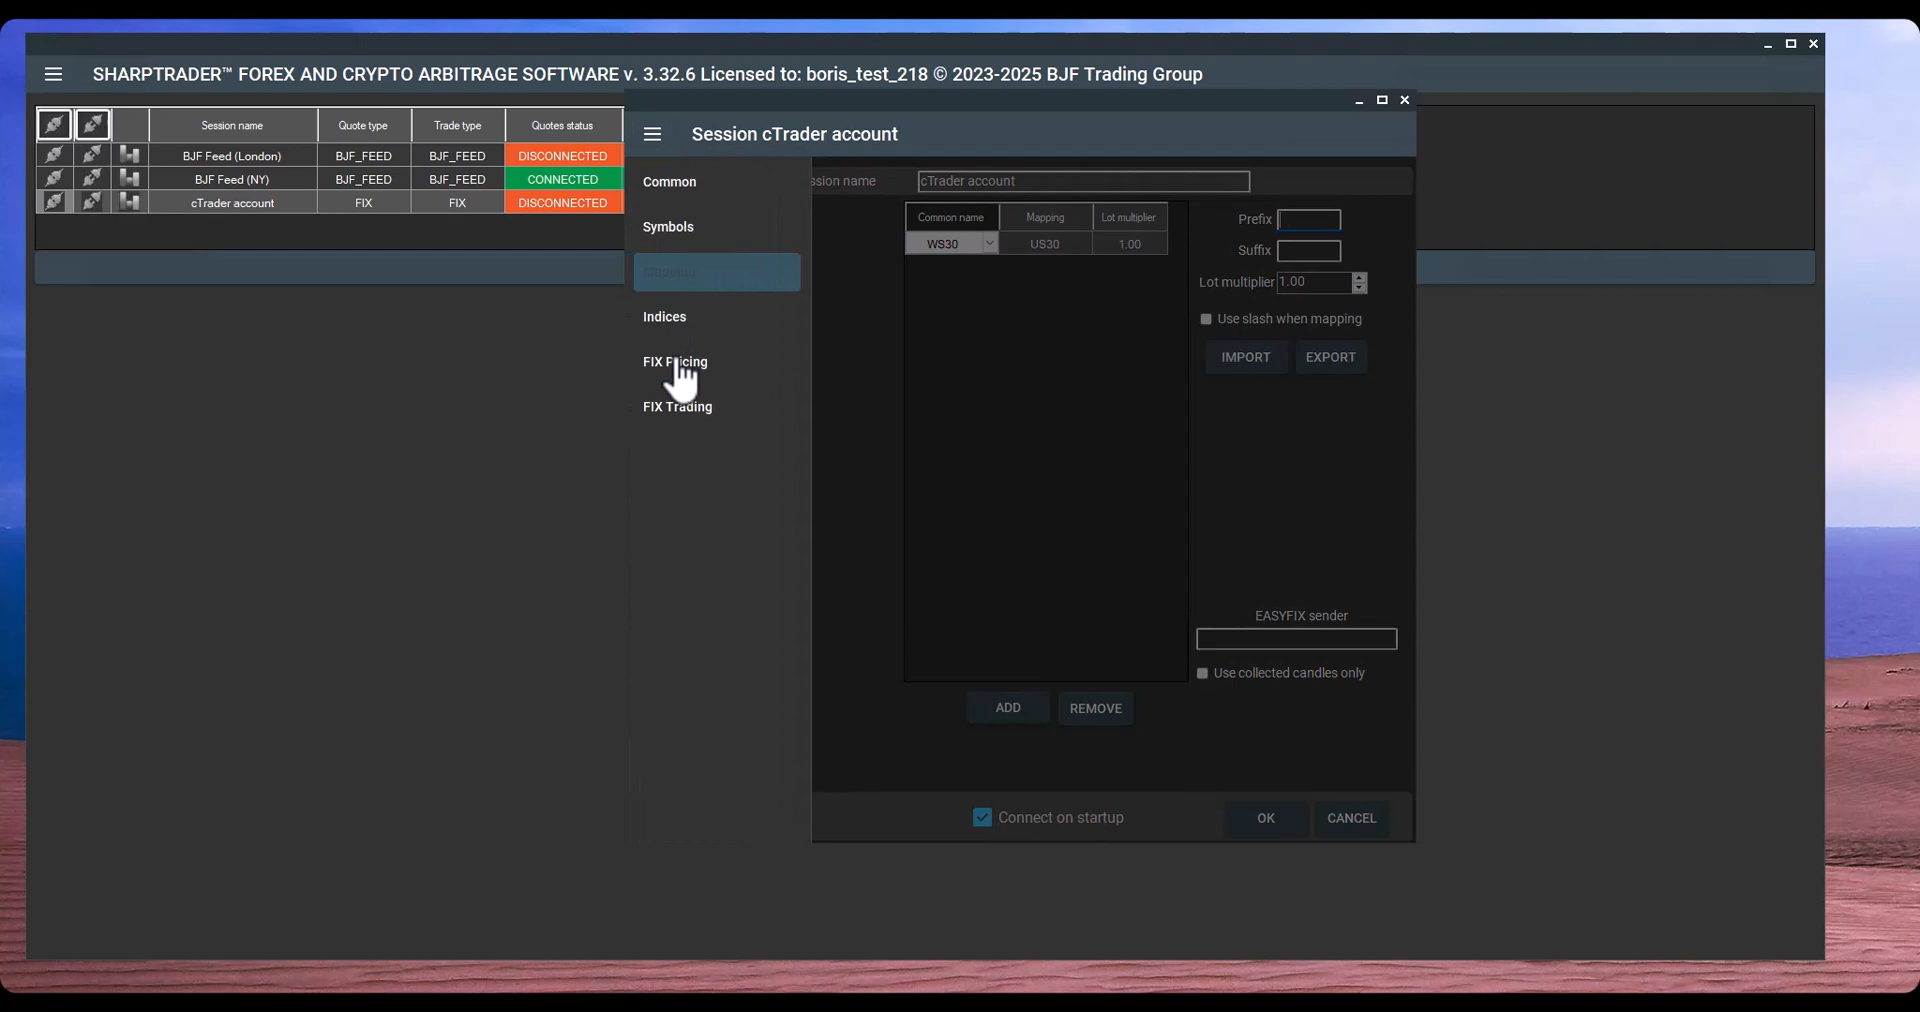 SHARPTRADER™ FOREX AND CRYPTO ARBITRAGE SOFTWARE v. 3.32.6 Licensed to: boris_test_218 © 2023-2025 BJF Trading Group
Session name Quote type Trade type Quotes status
BJF Feed (London) BJF_FEED BJF_FEED DISCONNECTED
BJF Feed (NY) BJF_FEED BJF_FEED CONNECTED
cTrader account FIX FIX DISCONNECTED
Session cTrader account
Common
Symbols
Indices
FIX Pricing
FIX Trading
ssion name cTrader account
Common name Mapping Lot multiplier
WS30 US30 1.00
Prefix
Suffix
Lot multiplier 1.00
Use slash when mapping
IMPORT EXPORT
EASYFIX sender
Use collected candles only
ADD REMOVE
Connect on startup
OK CANCEL